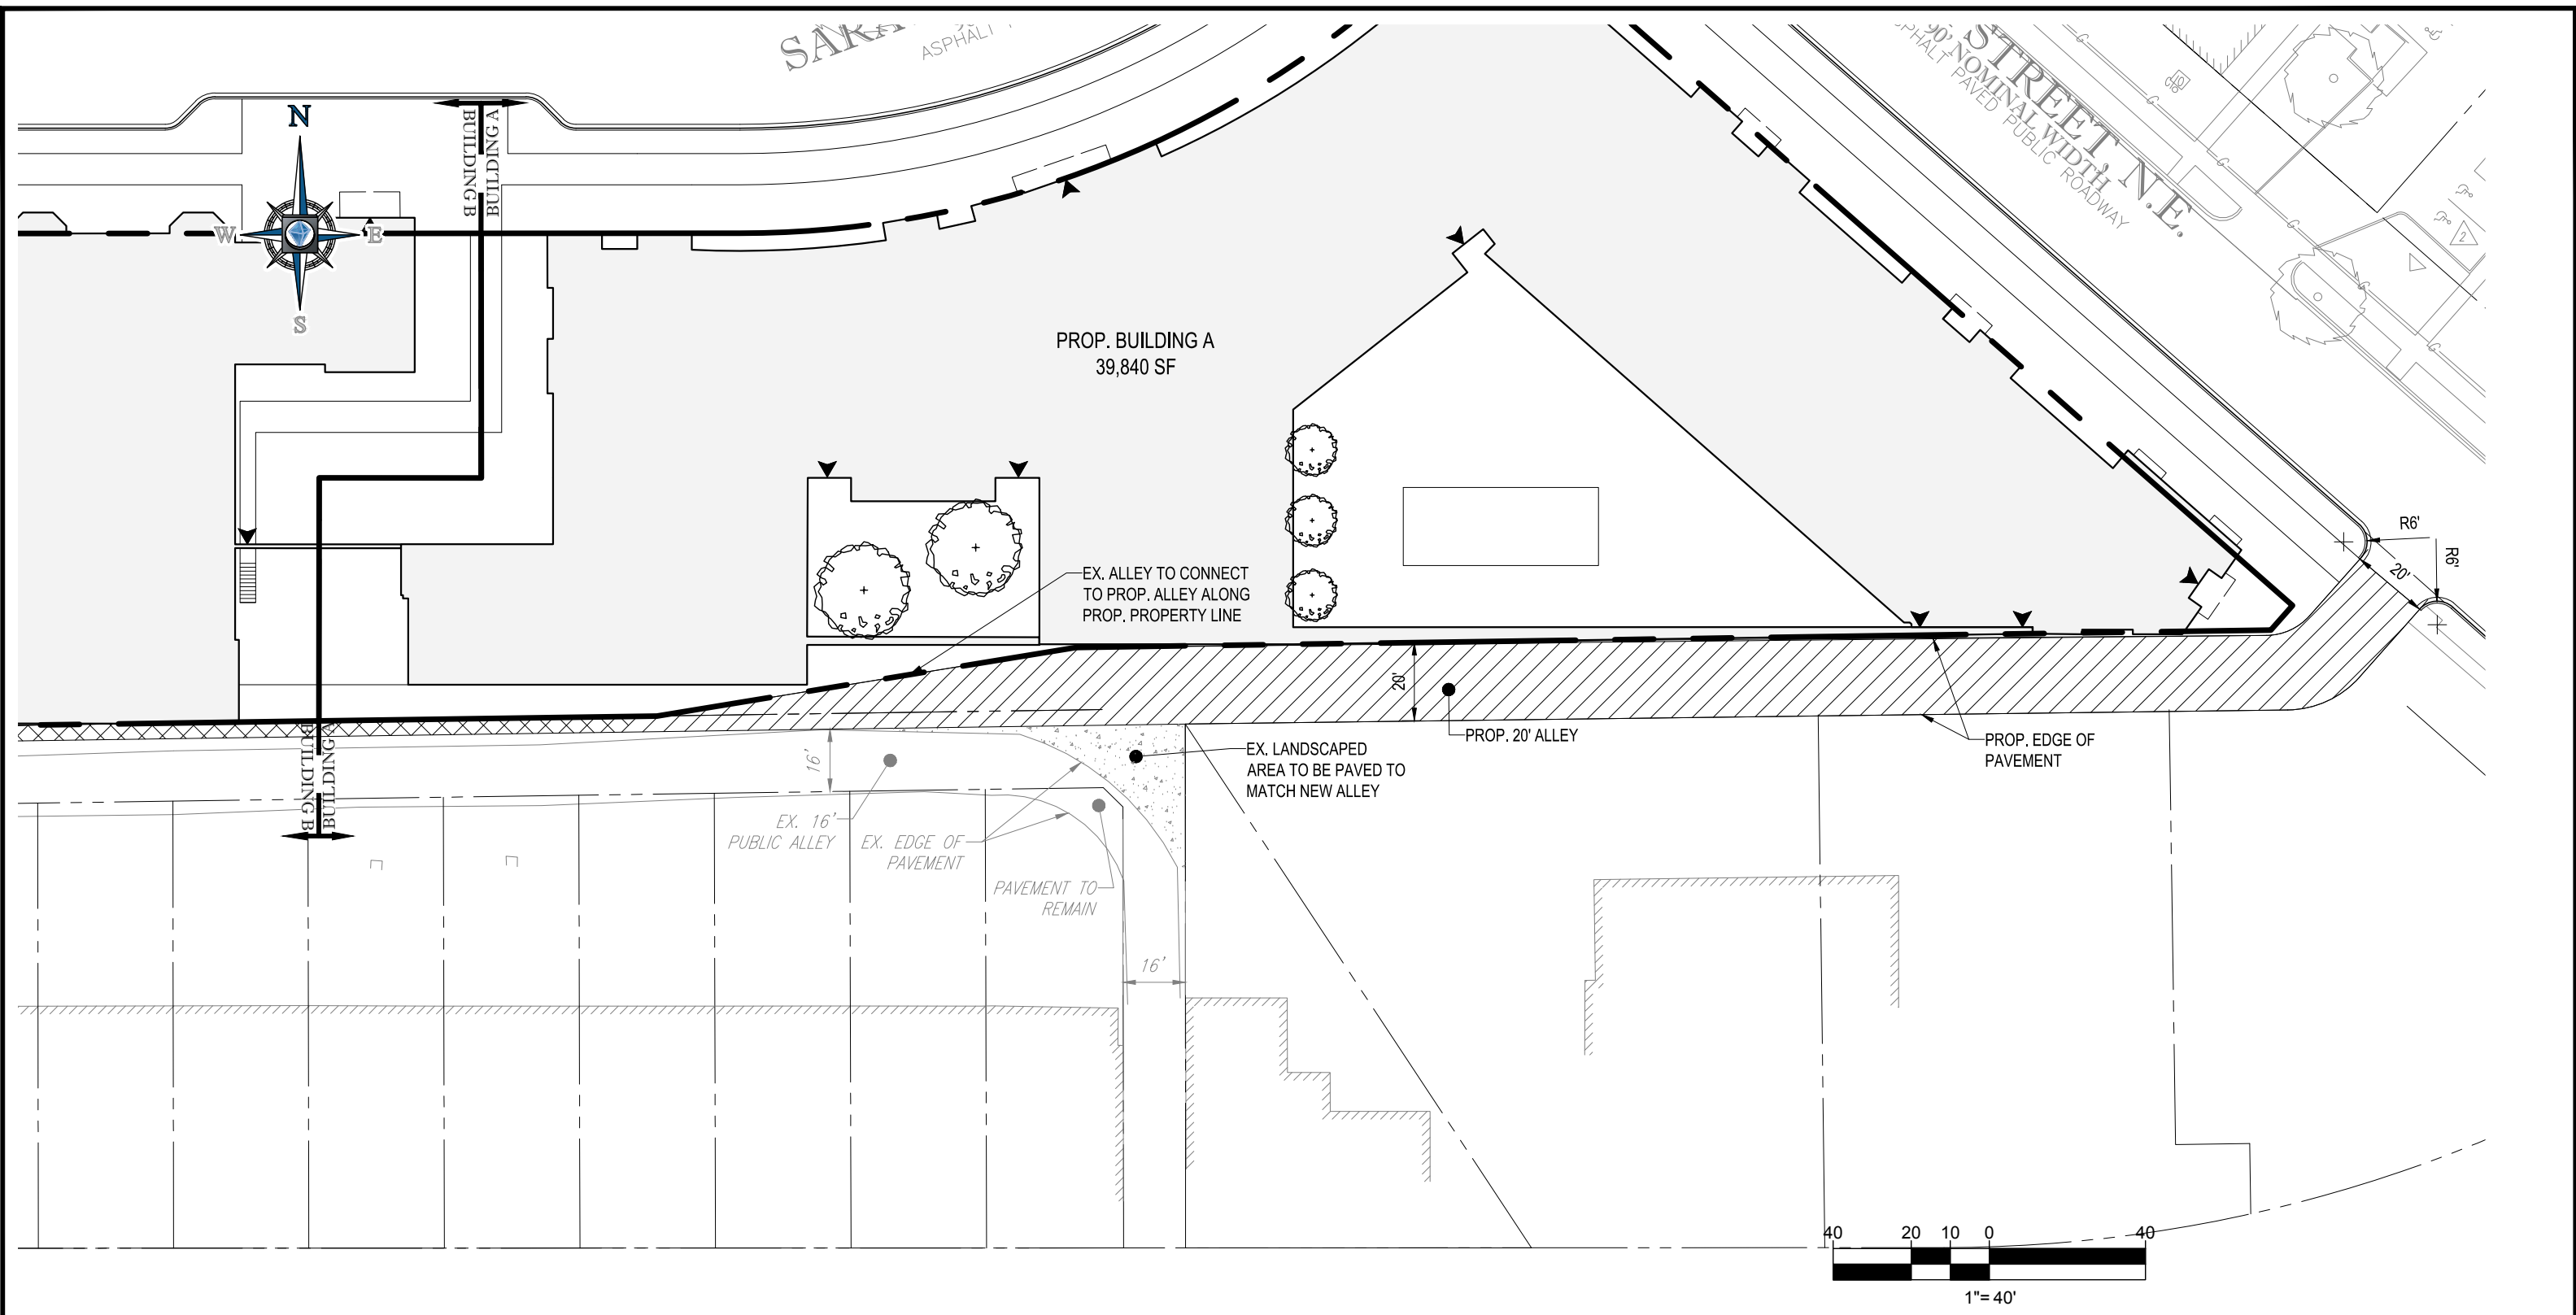 ASPHALT
STREET, N.E.
90' NOMINAL WIDTH
ASPHALT PAVED PUBLIC ROADWAY
2
N
W
E
S
BUILDING B
BUILDING A
PROP. BUILDING A
39,840 SF
EX. ALLEY TO CONNECT
TO PROP. ALLEY ALONG
PROP. PROPERTY LINE
R6'
R6'
20'
20'
PROP. 20' ALLEY
PROP. EDGE OF
PAVEMENT
EX. LANDSCAPED
AREA TO BE PAVED TO
MATCH NEW ALLEY
BUILDING B
BUILDING A
16'
EX. 16'
PUBLIC ALLEY
EX. EDGE OF
PAVEMENT
PAVEMENT TO
REMAIN
16'
40 20 10 0 40
1"= 40'